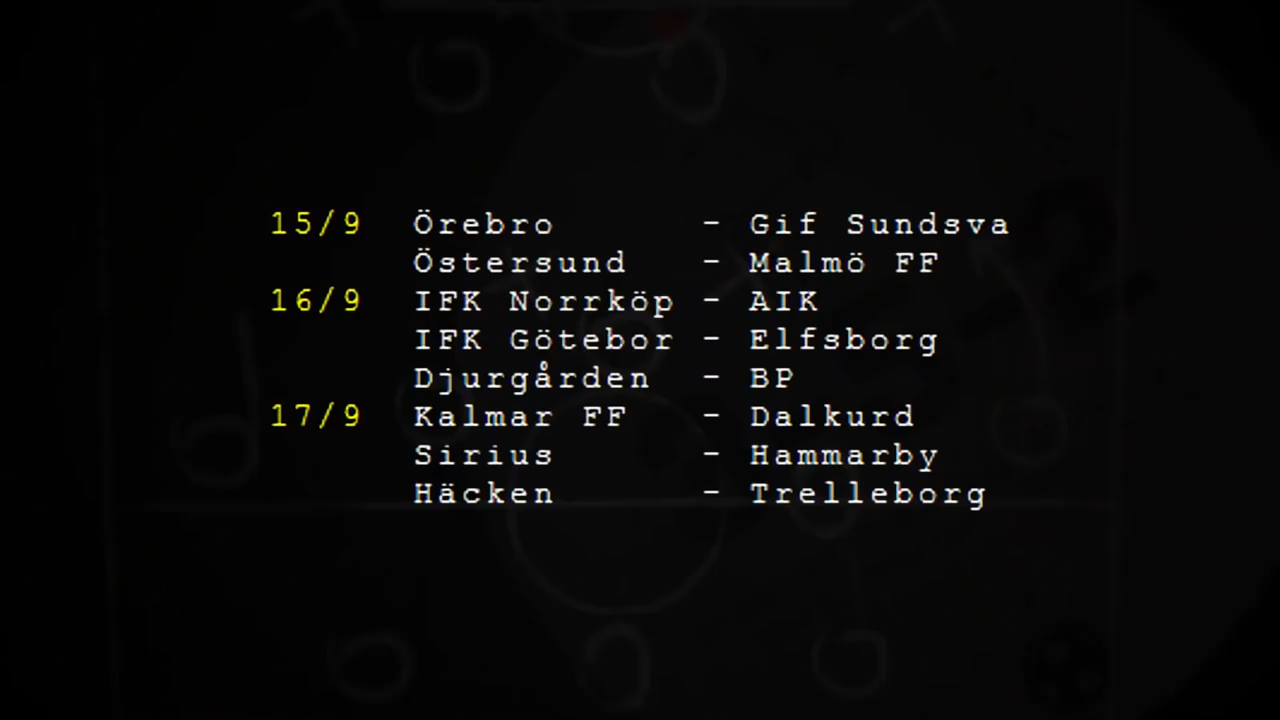 15/9 Örebro - Gif Sundsva
Östersund - Malmö FF
16/9 IFK Norrköp - AIK
IFK Götebor - Elfsborg
Djurgården - BP
17/9 Kalmar FF - Dalkurd
Sirius - Hammarby
Häcken - Trelleborg